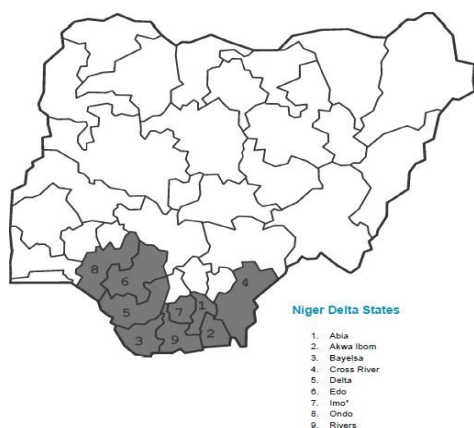 8
6
4
5
7
1
3
9
2
Niger Delta States
1. Abia
2. Akwa Ibom
3. Bayelsa
4. Cross River
5. Delta
6. Edo
7. Imo*
8. Ondo
9. Rivers